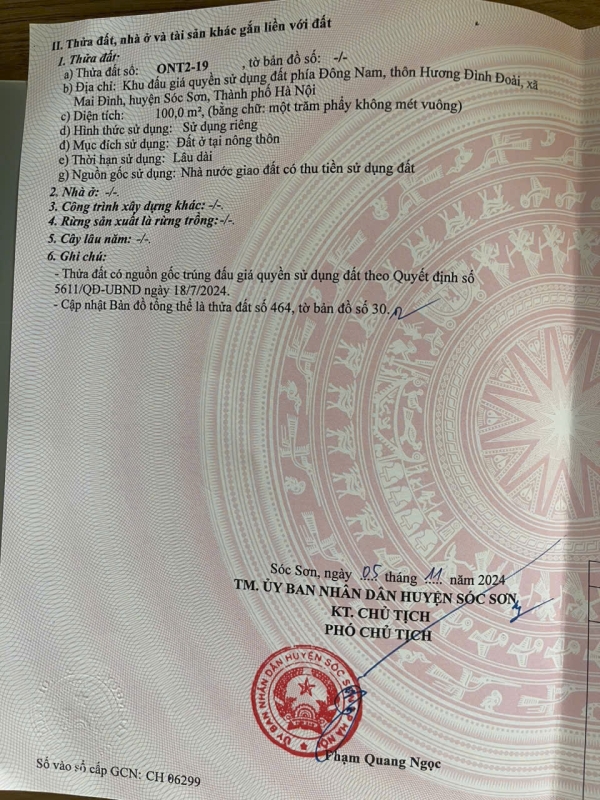 II. Thửa đất, nhà ở và tài sản khác gắn liền với đất
1. Thửa đất:
a) Thửa đất số: ONT2-19 , tờ bản đồ số: -/-
b) Địa chỉ: Khu đấu giá quyền sử dụng đất phía Đông Nam, thôn Hương Đình Đoài, xã
Mai Đình, huyện Sóc Sơn, Thành phố Hà Nội
c) Diện tích: 100,0 m², (bằng chữ: một trăm phẩy không mét vuông)
d) Hình thức sử dụng: Sử dụng riêng
đ) Mục đích sử dụng: Đất ở tại nông thôn
e) Thời hạn sử dụng: Lâu dài
g) Nguồn gốc sử dụng: Nhà nước giao đất có thu tiền sử dụng đất
2. Nhà ở: -/-.
3. Công trình xây dựng khác: -/-.
4. Rừng sản xuất là rừng trồng:-/-.
5. Cây lâu năm: -/-.
6. Ghi chú:
- Thửa đất có nguồn gốc trúng đấu giá quyền sử dụng đất theo Quyết định số
5611/QĐ-UBND ngày 18/7/2024.
- Cập nhật Bản đồ tổng thể là thửa đất số 464, tờ bản đồ số 30.
Sóc Sơn, ngày 05 tháng 11 năm 2024
TM. ỦY BAN NHÂN DÂN HUYỆN SÓC SƠN
KT. CHỦ TỊCH
PHÓ CHỦ TỊCH
ỦY BAN NHÂN DÂN HUYỆN SÓC SƠN
Phạm Quang Ngọc
Số vào sổ cấp GCN: CH 06299